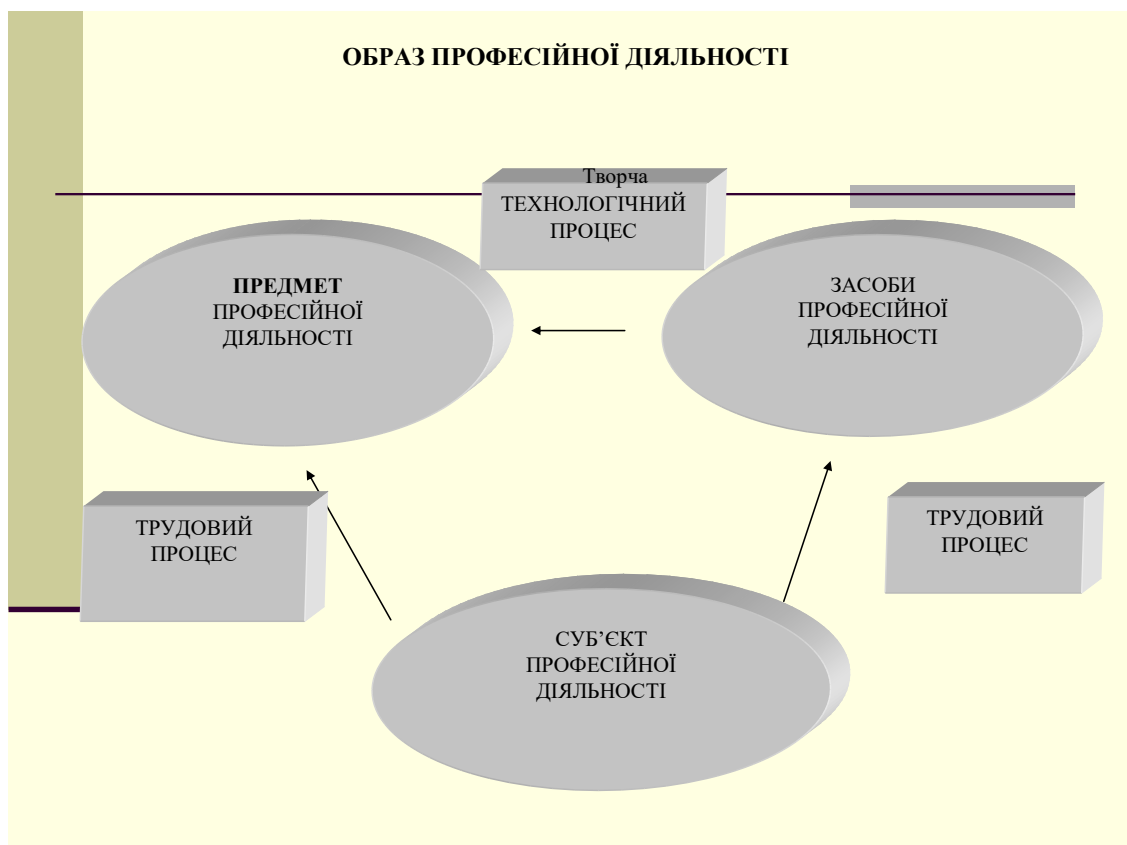 ОБРАЗ ПРОФЕСІЙНОЇ ДІЯЛЬНОСТІ
Творча
ТЕХНОЛОГІЧНИЙ
ПРОЦЕС
ПРЕДМЕТ
ПРОФЕСІЙНОЇ
ДІЯЛЬНОСТІ
ЗАСОБИ
ПРОФЕСІЙНОЇ
ДІЯЛЬНОСТІ
ТРУДОВИЙ
ПРОЦЕС
ТРУДОВИЙ
ПРОЦЕС
СУБ’ЄКТ
ПРОФЕСІЙНОЇ
ДІЯЛЬНОСТІ